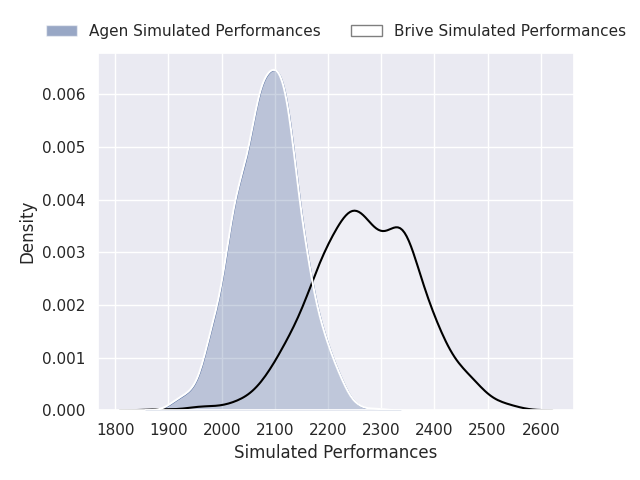 Agen Simulated Performances Brive Simulated Performances
0.006
0.005
0.004
0.003
0.002
0.001
0.000
Density
1800 1900 2000 2100 2200 2300 2400 2500 2600
Simulated Performances